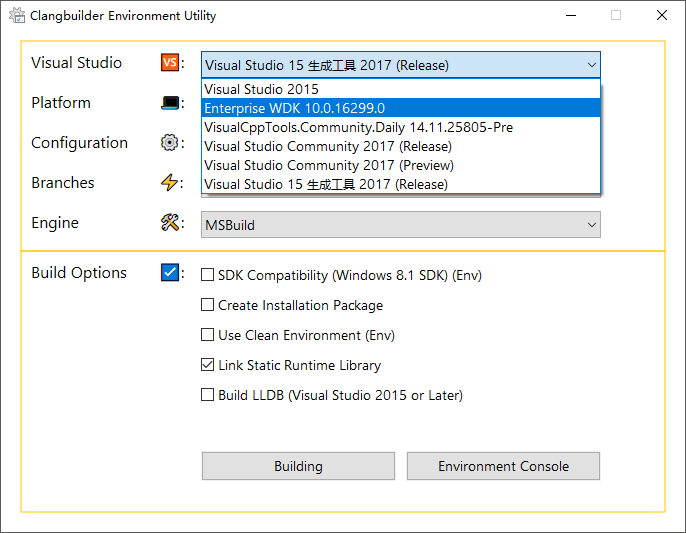 Clangbuilder Environment Utility
Visual Studio VS : Visual Studio 15 生成工具 2017 (Release)
Visual Studio 2015
Platform :
Enterprise WDK 10.0.16299.0
VisualCppTools.Community.Daily 14.11.25805-Pre
Configuration :
Visual Studio Community 2017 (Release)
Visual Studio Community 2017 (Preview)
Branches :
Visual Studio 15 生成工具 2017 (Release)
Engine : MSBuild
Build Options : SDK Compatibility (Windows 8.1 SDK) (Env)
Create Installation Package
Use Clean Environment (Env)
Link Static Runtime Library
Build LLDB (Visual Studio 2015 or Later)
Building Environment Console